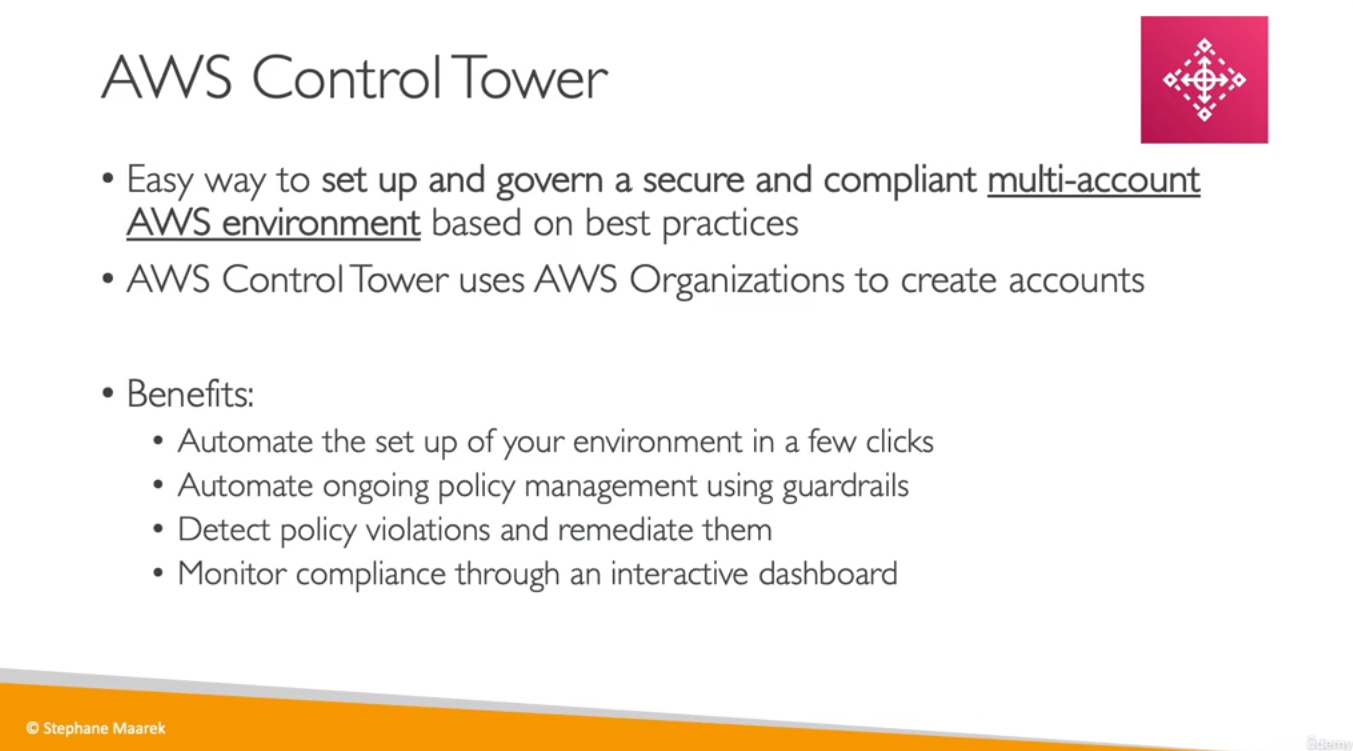 AWS Control Tower
• Easy way to set up and govern a secure and compliant multi-account
AWS environment based on best practices
• AWS Control Tower uses AWS Organizations to create accounts
• Benefits:
• Automate the set up of your environment in a few clicks
• Automate ongoing policy management using guardrails
• Detect policy violations and remediate them
• Monitor compliance through an interactive dashboard
© Stephane Maarek
ûdemy